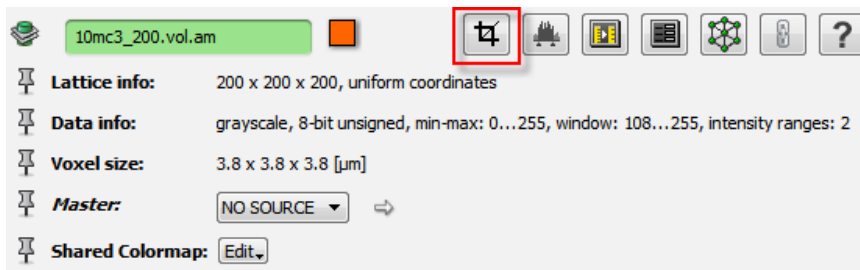 10mc3_200.vol.am
?
Lattice info: 200 x 200 x 200, uniform coordinates
Data info: grayscale, 8-bit unsigned, min-max: 0...255, window: 108...255, intensity ranges: 2
Voxel size: 3.8 x 3.8 x 3.8 [µm]
Master: NO SOURCE
Shared Colormap: Edit